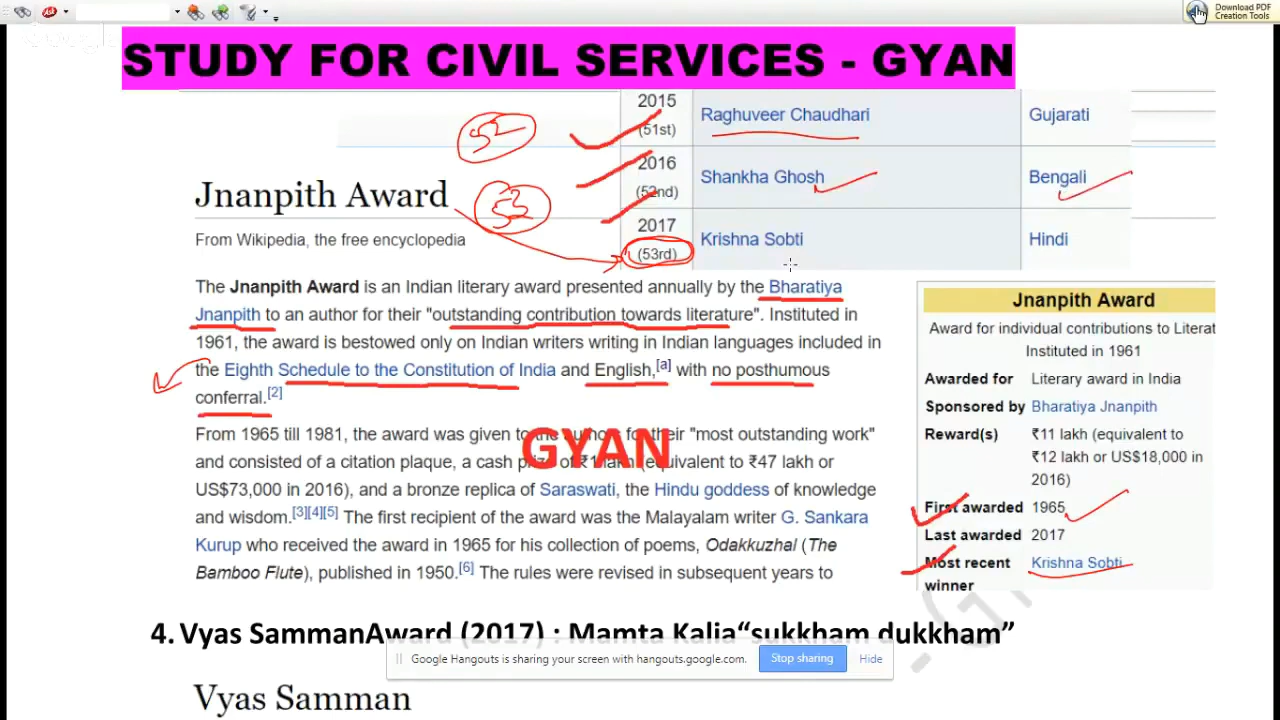 Download PDF
Creation Tools
STUDY FOR CIVIL SERVICES - GYAN
2015
(51st)
Raghuveer Chaudhari
Gujarati
52
2016
(52nd)
Shankha Ghosh
Bengali
Jnanpith Award
53
2017
(53rd)
Krishna Sobti
Hindi
From Wikipedia, the free encyclopedia
The Jnanpith Award is an Indian literary award presented annually by the Bharatiya
Jnanpith to an author for their "outstanding contribution towards literature". Instituted in
1961, the award is bestowed only on Indian writers writing in Indian languages included in
the Eighth Schedule to the Constitution of India and English,[a] with no posthumous
conferral.[2]
From 1965 till 1981, the award was given to the authors for their "most outstanding work"
and consisted of a citation plaque, a cash prize of ₹1 lakh (equivalent to ₹47 lakh or
US$73,000 in 2016), and a bronze replica of Saraswati, the Hindu goddess of knowledge
and wisdom.[3][4][5] The first recipient of the award was the Malayalam writer G. Sankara
Kurup who received the award in 1965 for his collection of poems, Odakkuzhal (The
Bamboo Flute), published in 1950.[6] The rules were revised in subsequent years to
GYAN
Jnanpith Award
Award for individual contributions to Literat
Instituted in 1961
Awarded for Literary award in India
Sponsored by Bharatiya Jnanpith
Reward(s) ₹11 lakh (equivalent to
₹12 lakh or US$18,000 in
2016)
First awarded 1965
Last awarded 2017
Most recent Krishna Sobti
winner
4. Vyas SammanAward (2017) : Mamta Kalia“sukkham dukkham”
Google Hangouts is sharing your screen with hangouts.google.com.
Stop sharing
Hide
Vyas Samman